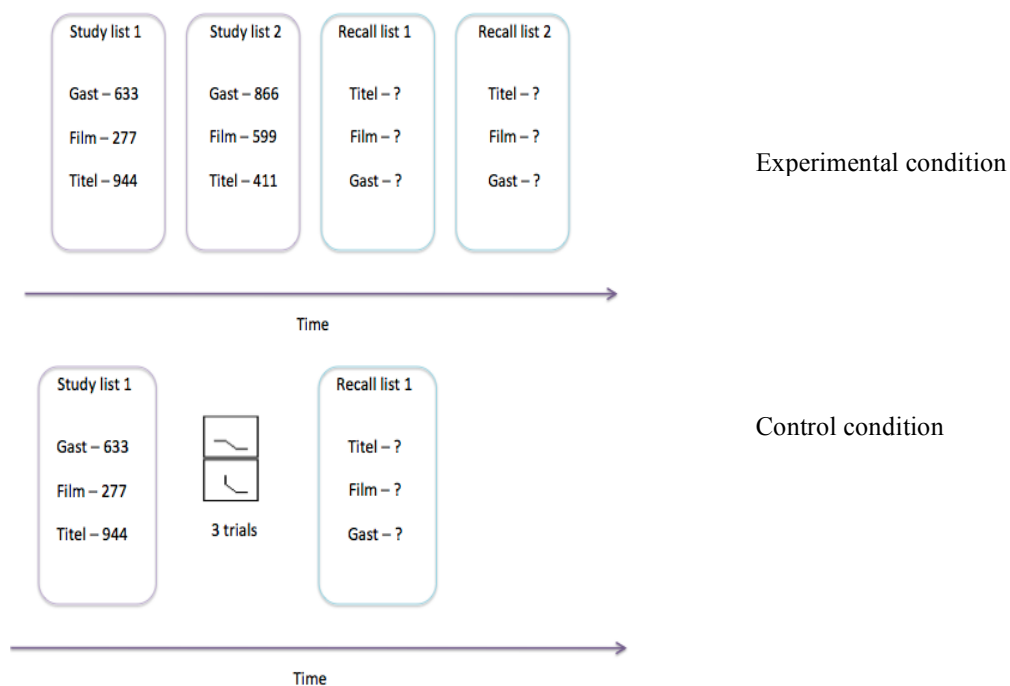 Study list 1
Gast – 633
Film – 277
Titel – 944
Study list 2
Gast – 866
Film – 599
Titel – 411
Recall list 1
Titel – ?
Film – ?
Gast – ?
Recall list 2
Titel – ?
Film – ?
Gast – ?
Experimental condition
Time
Study list 1
Gast – 633
Film – 277
Titel – 944
3 trials
Recall list 1
Titel – ?
Film – ?
Gast – ?
Control condition
Time